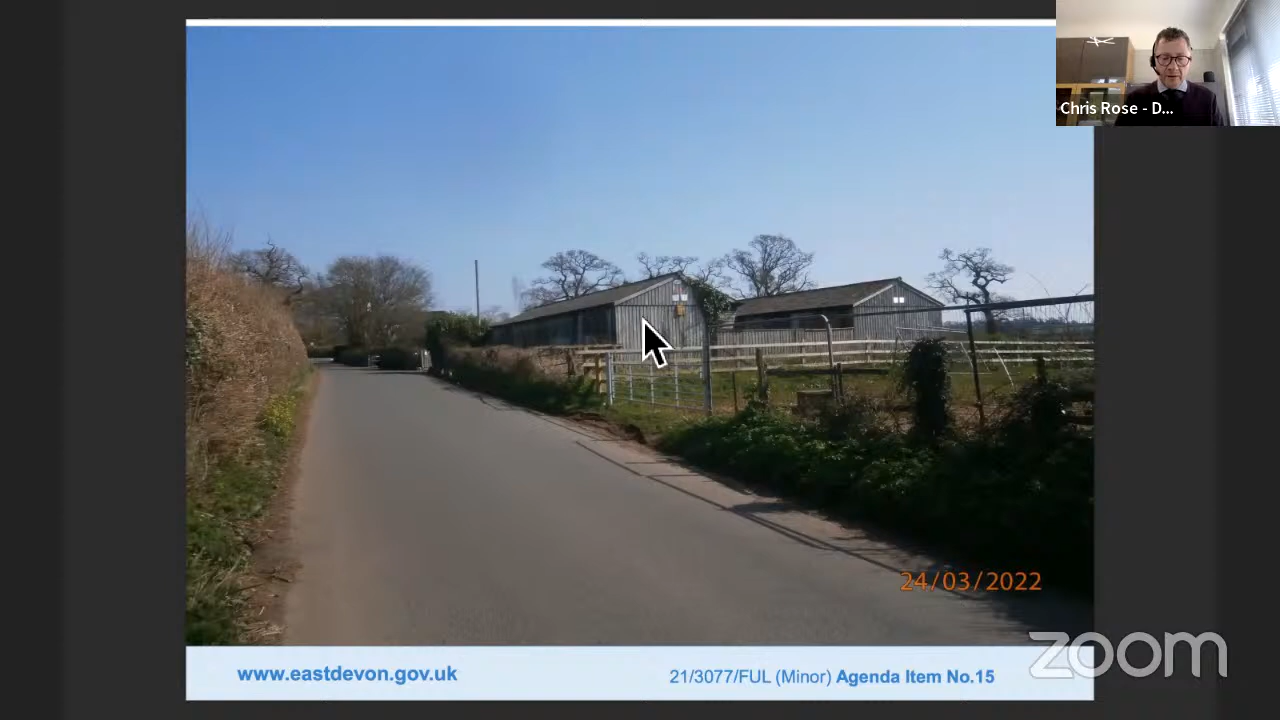 Chris Rose - D...
24/03/2022
www.eastdevon.gov.uk
21/3077/FUL (Minor) Agenda Item No.15
zoom